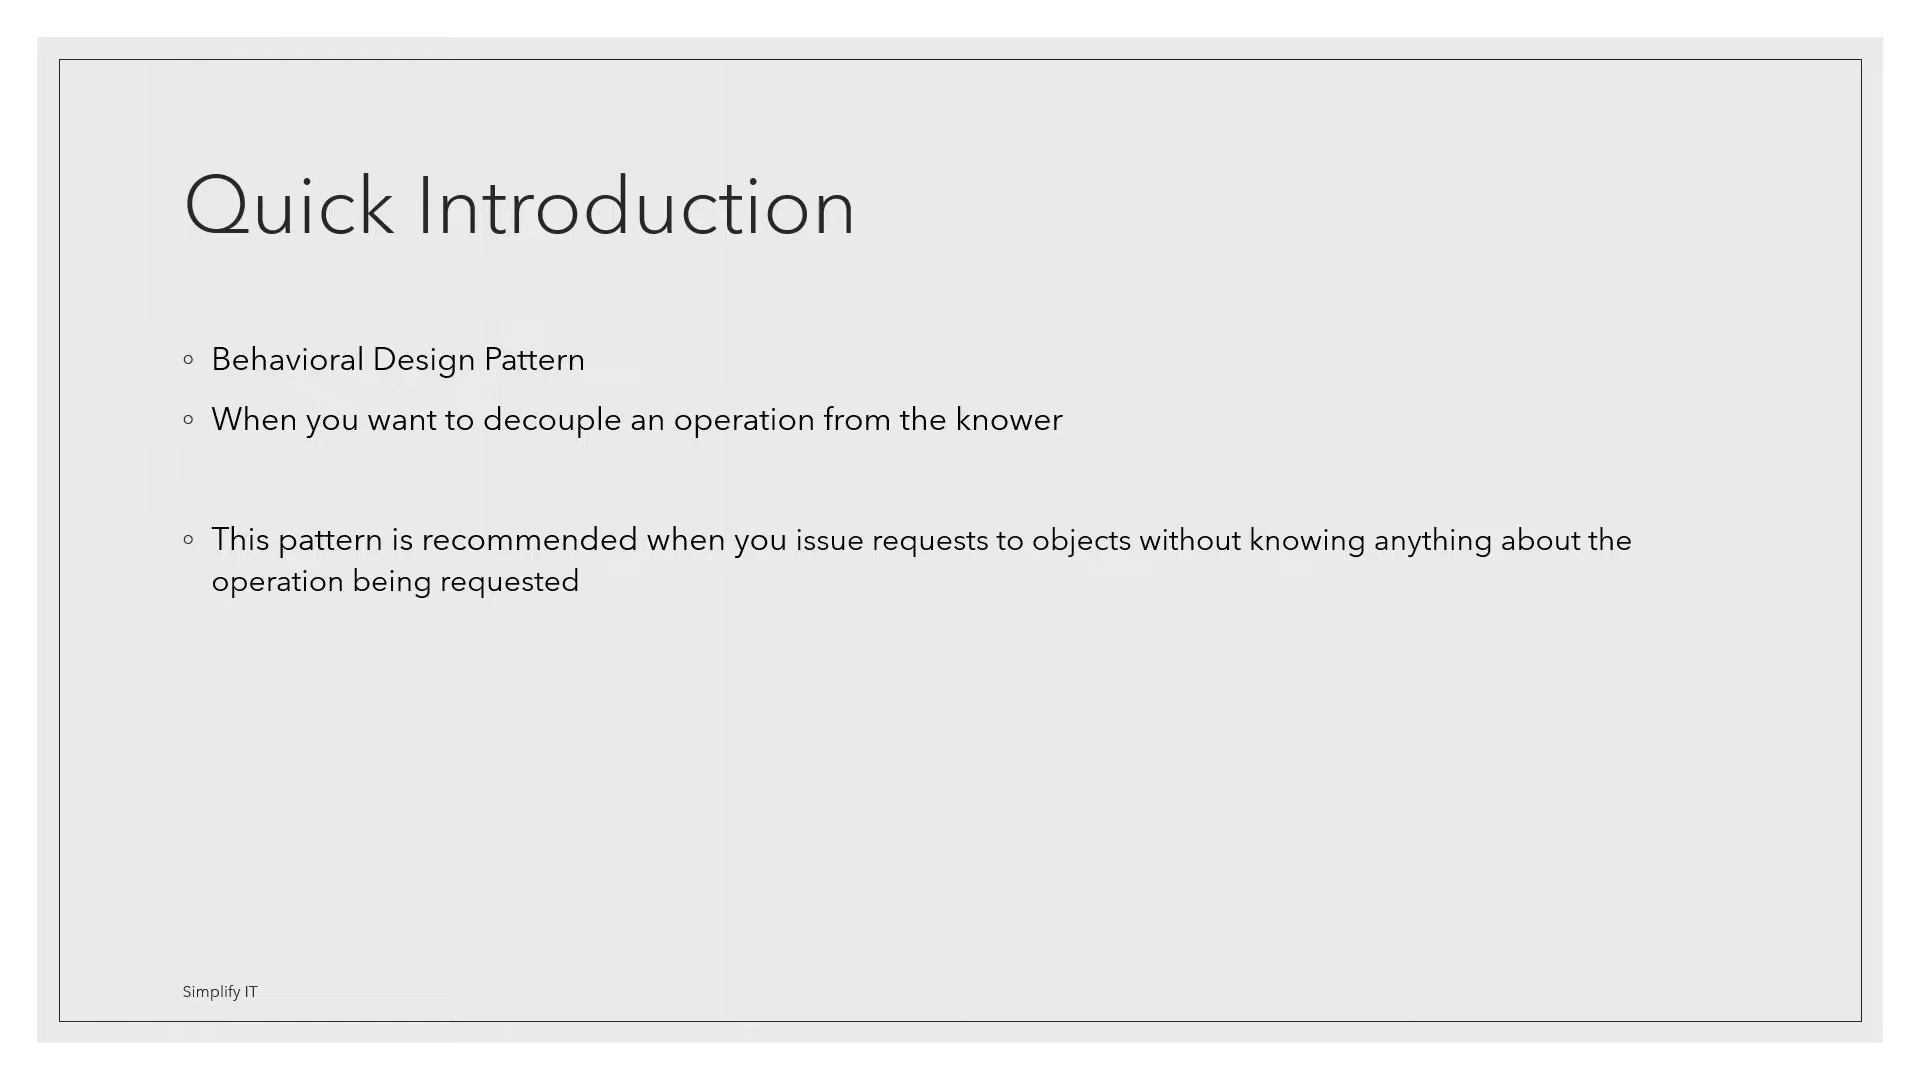 Quick Introduction
◦ Behavioral Design Pattern
◦ When you want to decouple an operation from the knower
◦ This pattern is recommended when you issue requests to objects without knowing anything about the
operation being requested
Simplify IT